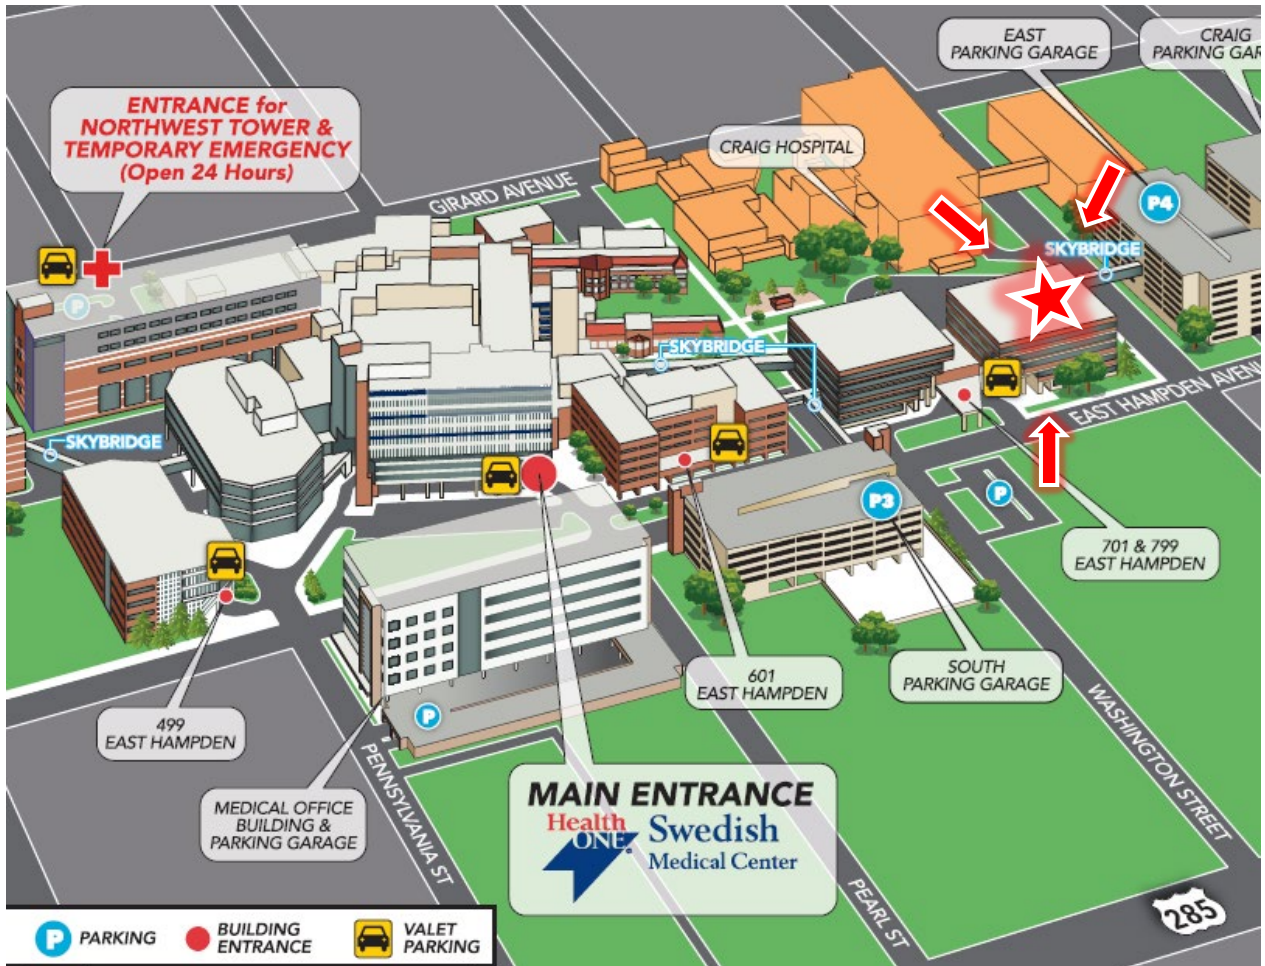 EAST
PARKING GARAGE
CRAIG
PARKING GAR
ENTRANCE for
NORTHWEST TOWER &
TEMPORARY EMERGENCY
(Open 24 Hours)
CRAIG HOSPITAL
GIRARD AVENUE
P4
SKYBRIDGE
P
SKYBRIDGE
EAST HAMPDEN AVENU
SKYBRIDGE
P3
P
701 & 799
EAST HAMPDEN
601
EAST HAMPDEN
SOUTH
PARKING GARAGE
499
EAST HAMPDEN
P
WASHINGTON STREET
PENNSYLVANIA ST
MEDICAL OFFICE
BUILDING &
PARKING GARAGE
MAIN ENTRANCE
Health
ONE
Swedish
Medical Center
PEARL ST
285
P PARKING
BUILDING
ENTRANCE
VALET
PARKING